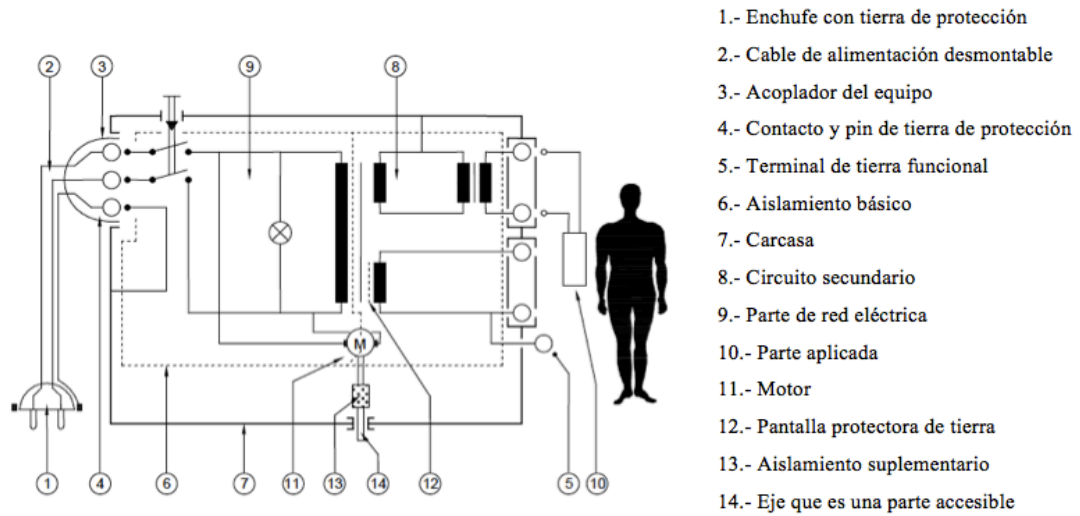 1.- Enchufe con tierra de protección
2.- Cable de alimentación desmontable
3.- Acoplador del equipo
4.- Contacto y pin de tierra de protección
5.- Terminal de tierra funcional
6.- Aislamiento básico
7.- Carcasa
8.- Circuito secundario
9.- Parte de red eléctrica
10.- Parte aplicada
11.- Motor
12.- Pantalla protectora de tierra
13.- Aislamiento suplementario
14.- Eje que es una parte accesible
2 3 9 8
M
1 4 6 7 11 13 14 12 5 10